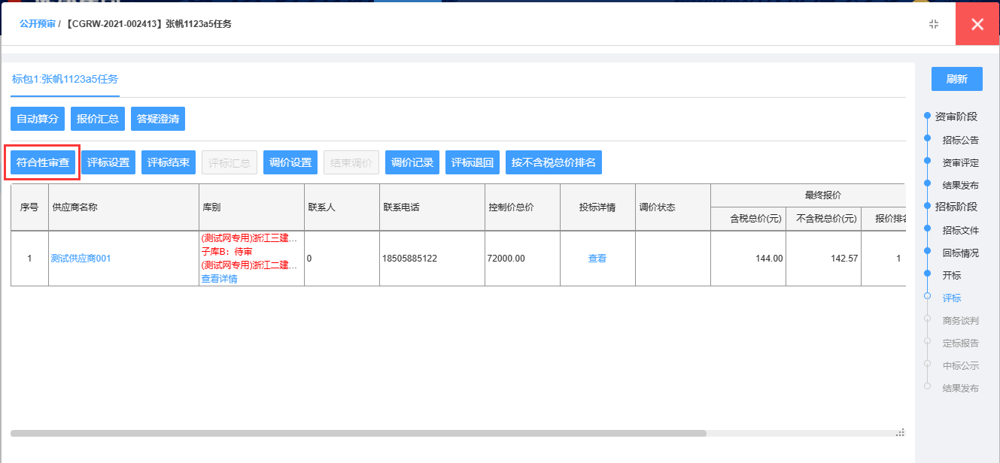 公开预审 / 【CGRW-2021-002413】张帆1123a5任务
标包1:张帆1123a5任务
刷新
自动算分 报价汇总 答疑澄清
符合性审查 评标设置 评标结束 评标汇总 调价设置 结束调价 调价记录 评标退回 按不含税总价排名
序号 供应商名称 库别 联系人 联系电话 控制价总价 投标详情 调价状态 最终报价
含税总价(元) 不含税总价(元) 报价排名
(测试网专用)浙江三建...
子库B：待审
1 测试供应商001 0 18505885122 72000.00 查看 144.00 142.57 1
(测试网专用)浙江二建...
查看详情
资审阶段
招标公告
资审评定
结果发布
招标阶段
招标文件
回标情况
开标
评标
商务谈判
定标报告
中标公示
结果发布